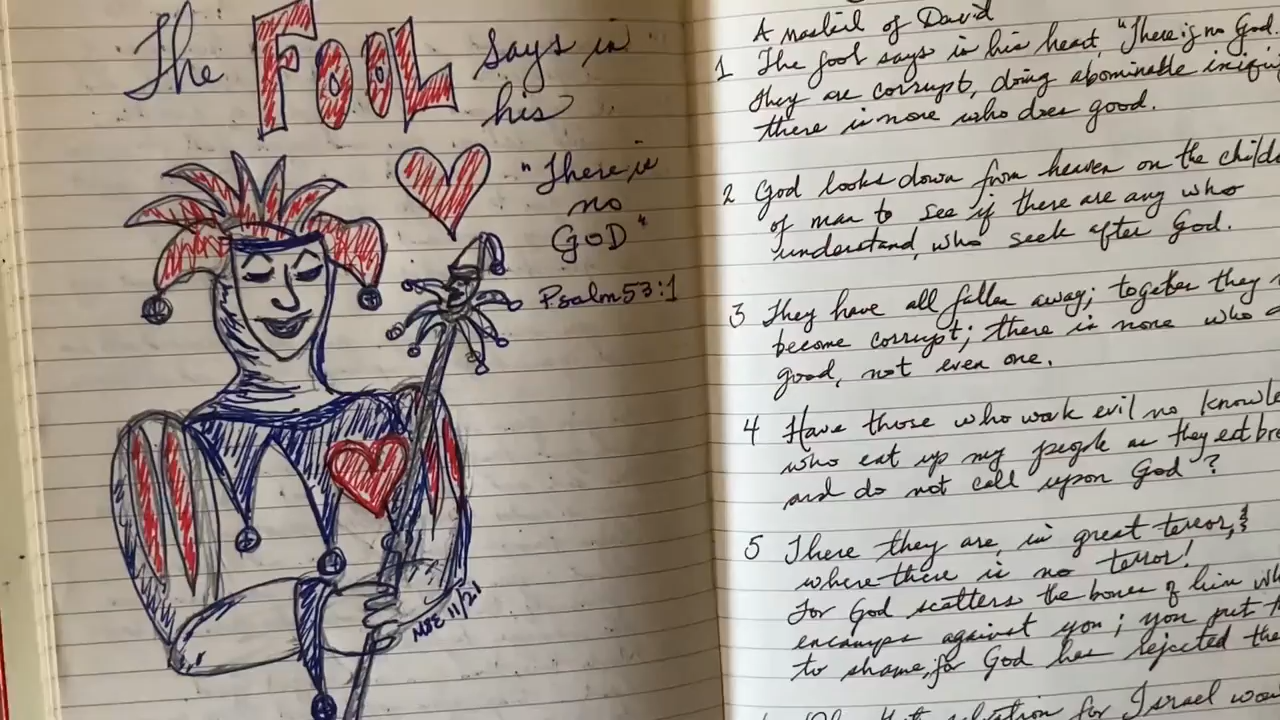 The FOOL says in
his
"There is
no
GOD"
Psalm 53:1
MJE 11/21
A maskil of David
1 The fool says in his heart, "There is no God.
They are corrupt, doing abominable
there is none who does good.
2 God looks down from heaven on the
of man to see if there are any who
understand, who seek after God.
3 They have all fallen away; together they
become corrupt; there is none who
good, not even one.
4 Have those who work evil no
who eat up my people as they eat
and do not call upon God?
5 There they are, in great terror,
where there is no terror!
For God scatters the bones of him
encamps against you; you put
to shame, for God has rejected
salvation for Israel